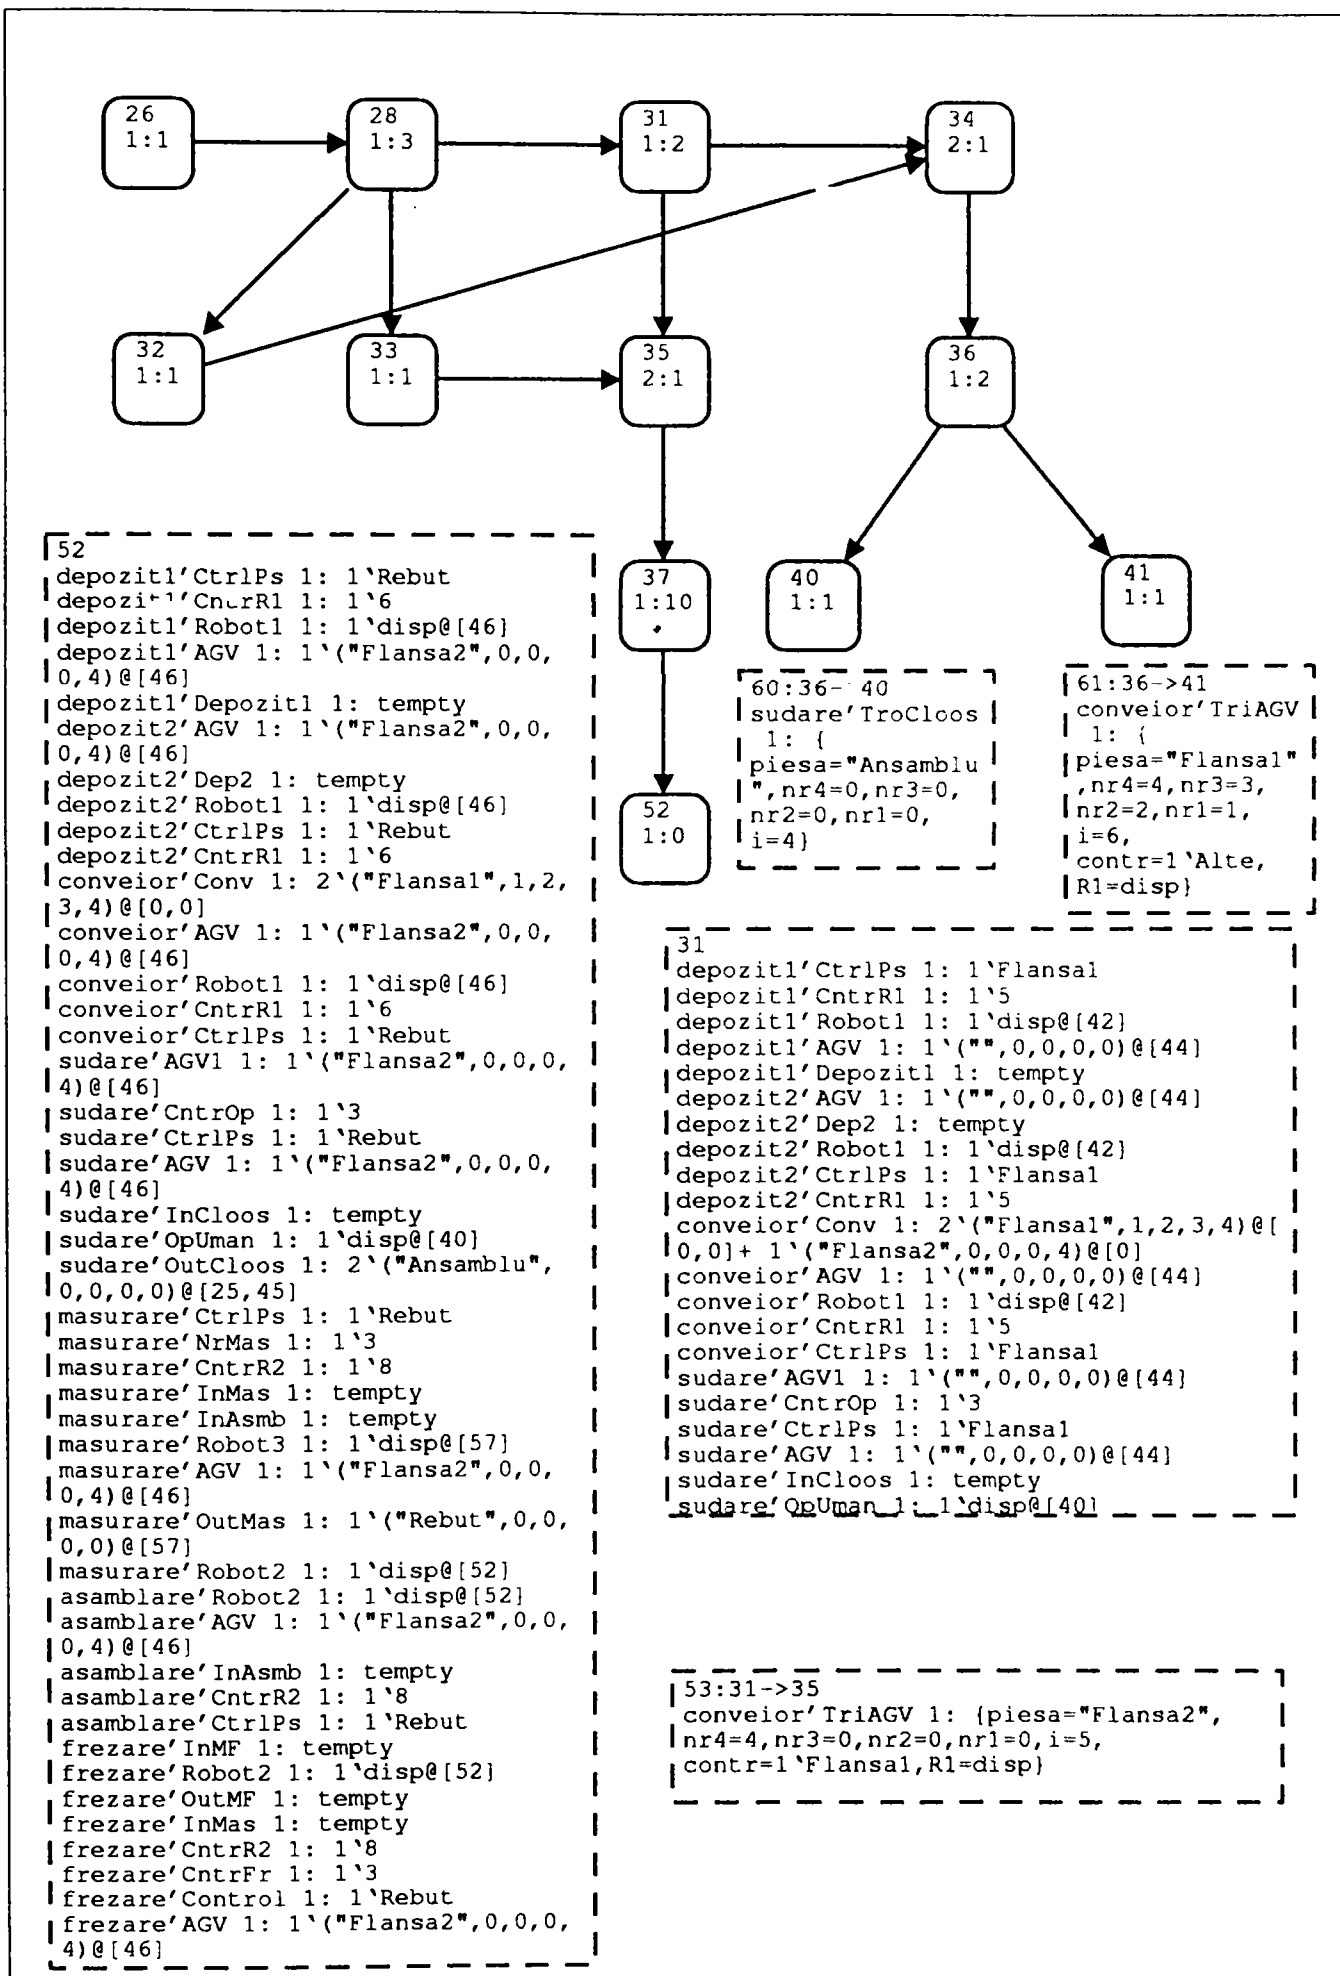 26
1:1
28
1:3
31
1:2
34
2:1
32
1:1
33
1:1
35
2:1
36
1:2
37
1:10
40
1:1
41
1:1
52
1:0
52
depozit1'CtrlPs 1: 1`Rebut
1: 1`6
depozit1'Robot1 1: 1`disp@[46]
depozit1'AGV 1: 1`("Flansa2",0,0,
0,4)@[46]
depozit1'Depozit1 1: tempty
depozit2'AGV 1: 1`("Flansa2",0,0,
0,4)@[46]
depozit2'Dep2 1: tempty
depozit2'Robot1 1: 1`disp@[46]
depozit2'CtrlPs 1: 1`Rebut
depozit2'CntrR1 1: 1`6
conveior'Conv 1: 2`("Flansa1",1,2,
3,4)@[0,0]
conveior'AGV 1: 1`("Flansa2",0,0,
0,4)@[46]
conveior'Robot1 1: 1`disp@[46]
conveior'CntrR1 1: 1`6
conveior'CtrlPs 1: 1`Rebut
sudare'AGV1 1: 1`("Flansa2",0,0,0,
4)@[46]
sudare'CntrOp 1: 1`3
sudare'CtrlPs 1: 1`Rebut
sudare'AGV 1: 1`("Flansa2",0,0,0,
4)@[46]
sudare'InCloos 1: tempty
sudare'OpUman 1: 1`disp@[40]
sudare'OutCloos 1: 2`("Ansamblu",
0,0,0,0)@[25,45]
masurare'CtrlPs 1: 1`Rebut
masurare'NrMas 1: 1`3
masurare'CntrR2 1: 1`8
masurare'InMas 1: tempty
masurare'InAsmb 1: tempty
masurare'Robot3 1: 1`disp@[57]
masurare'AGV 1: 1`("Flansa2",0,0,
0,4)@[46]
masurare'OutMas 1: 1`("Rebut",0,0,
0,0)@[57]
masurare'Robot2 1: 1`disp@[52]
asamblare'Robot2 1: 1`disp@[52]
asamblare'AGV 1: 1`("Flansa2",0,0,
0,4)@[46]
asamblare'InAsmb 1: tempty
asamblare'CntrR2 1: 1`8
asamblare'CtrlPs 1: 1`Rebut
frezare'InMF 1: tempty
frezare'Robot2 1: 1`disp@[52]
frezare'OutMF 1: tempty
frezare'InMas 1: tempty
frezare'CntrR2 1: 1`8
frezare'CntrFr 1: 1`3
frezare'Control 1: 1`Rebut
frezare'AGV 1: 1`("Flansa2",0,0,0,
4)@[46]
60:36- 40
sudare'TroCloos
1: {
piesa="Ansamblu
",nr4=0,nr3=0,
nr2=0,nr1=0,
i=4}
61:36->41
conveior'TriAGV
1: {
piesa="Flansa1"
,nr4=4,nr3=3,
nr2=2,nr1=1,
i=6,
contr=1`Alte,
R1=disp}
31
depozit1'CtrlPs 1: 1`Flansa1
depozit1'CntrR1 1: 1`5
depozit1'Robot1 1: 1`disp@[42]
depozit1'AGV 1: 1`("",0,0,0,0)@[44]
depozit1'Depozit1 1: tempty
depozit2'AGV 1: 1`("",0,0,0,0)@[44]
depozit2'Dep2 1: tempty
depozit2'Robot1 1: 1`disp@[42]
depozit2'CtrlPs 1: 1`Flansa1
depozit2'CntrR1 1: 1`5
conveior'Conv 1: 2`("Flansa1",1,2,3,4)@[
0,0]+ 1`("Flansa2",0,0,0,4)@[0]
conveior'AGV 1: 1`("",0,0,0,0)@[44]
conveior'Robot1 1: 1`disp@[42]
conveior'CntrR1 1: 1`5
conveior'CtrlPs 1: 1`Flansa1
sudare'AGV1 1: 1`("",0,0,0,0)@[44]
sudare'CntrOp 1: 1`3
sudare'CtrlPs 1: 1`Flansa1
sudare'AGV 1: 1`("",0,0,0,0)@[44]
sudare'InCloos 1: tempty
sudare'OpUman 1: 1`disp@[40]
53:31->35
conveior'TriAGV 1: {piesa="Flansa2",
nr4=4,nr3=0,nr2=0,nr1=0,i=5,
contr=1`Flansa1,R1=disp}